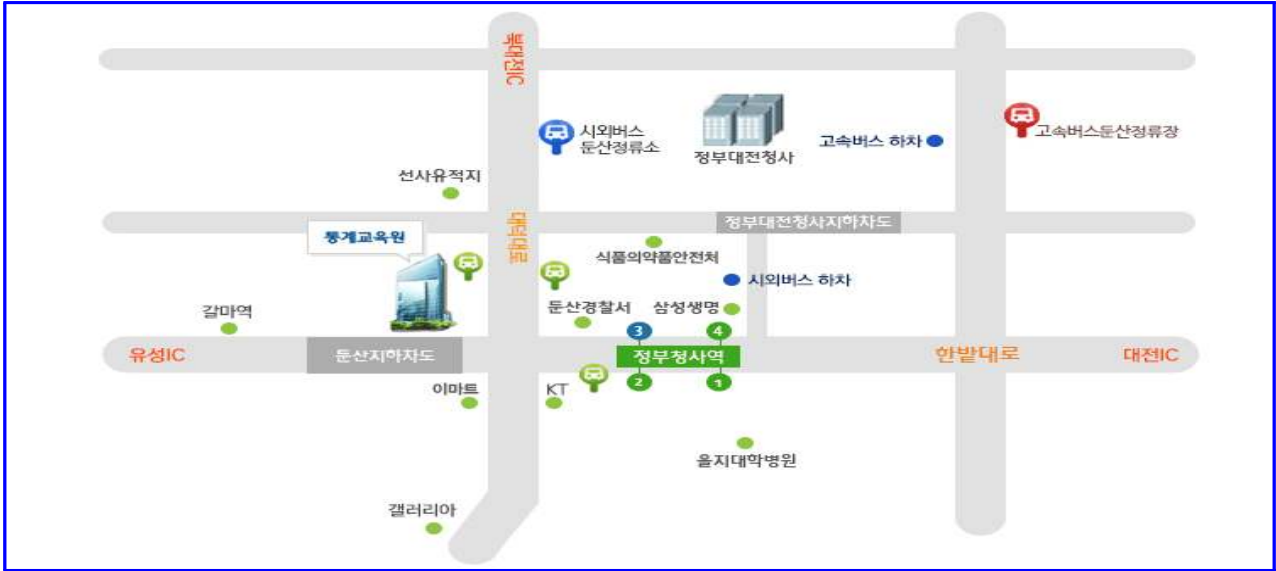 북대전IC
시외버스
둔산정류소
정부대전청사
고속버스 하차
고속버스둔산정류장
선사유적지
대덕대로
정부대전청사지하차도
통계교육원
식품의약품안전처
시외버스 하차
갈마역
둔산경찰서
삼성생명
3
4
유성IC
둔산지하차도
정부청사역
한밭대로
대전IC
2
1
이마트
KT
을지대학병원
갤러리아